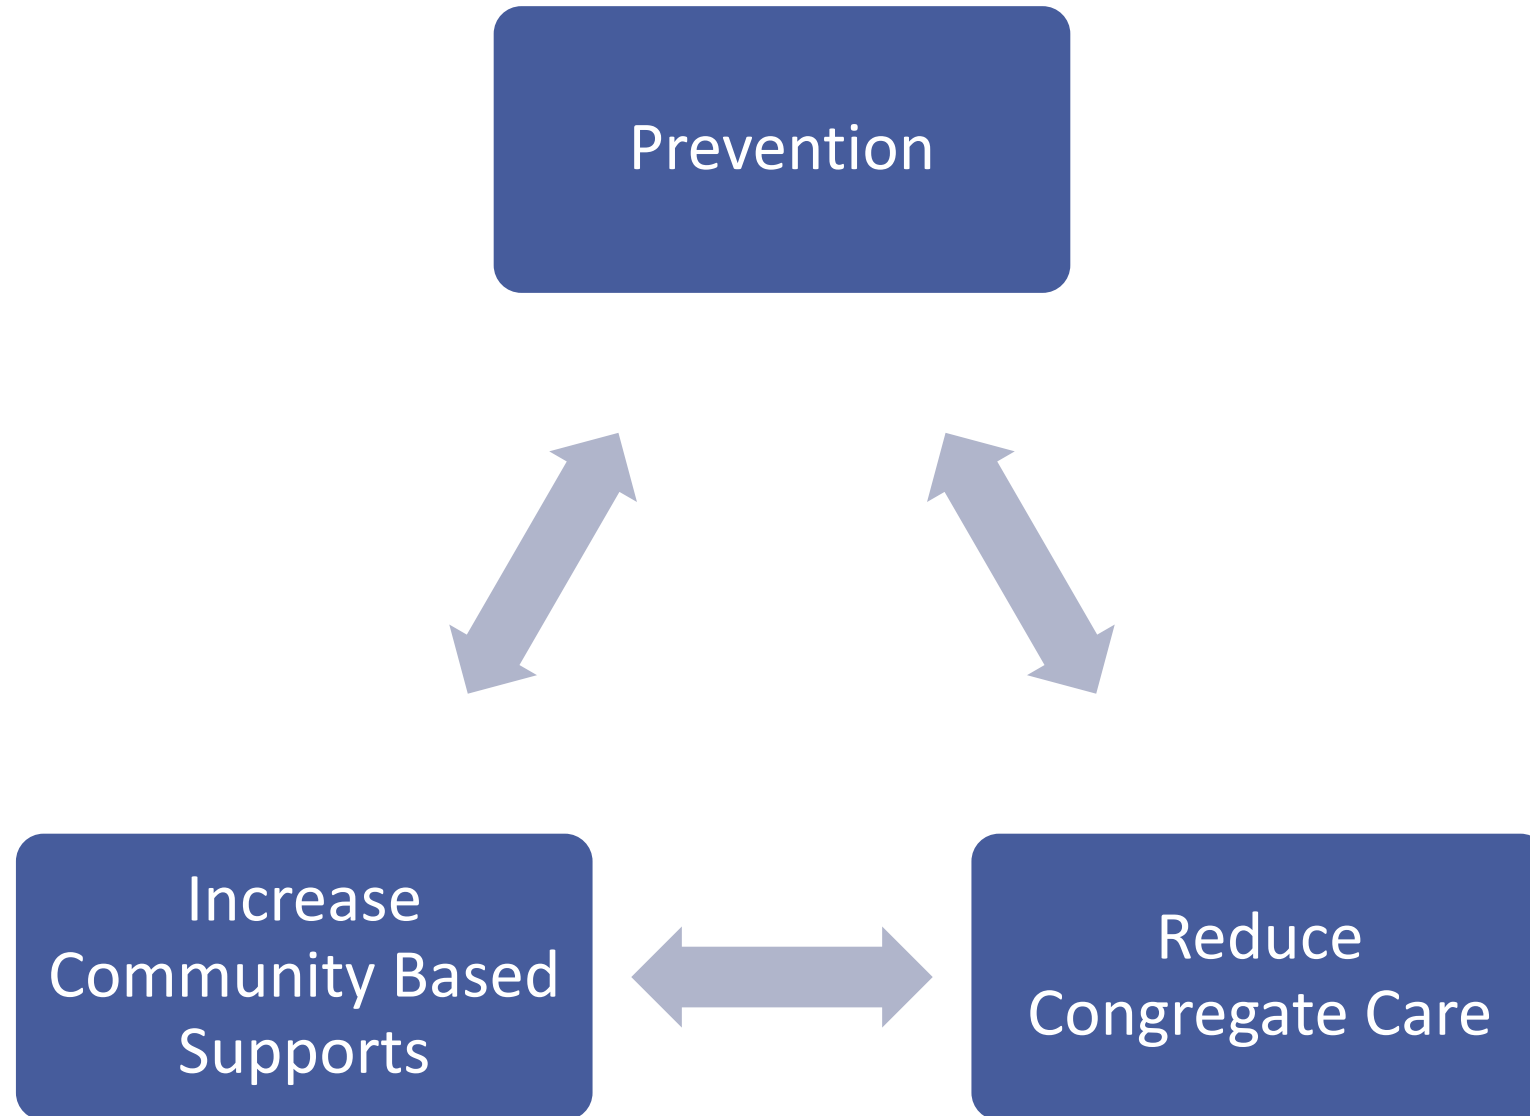 Prevention
Increase
Community Based
Supports
Reduce
Congregate Care